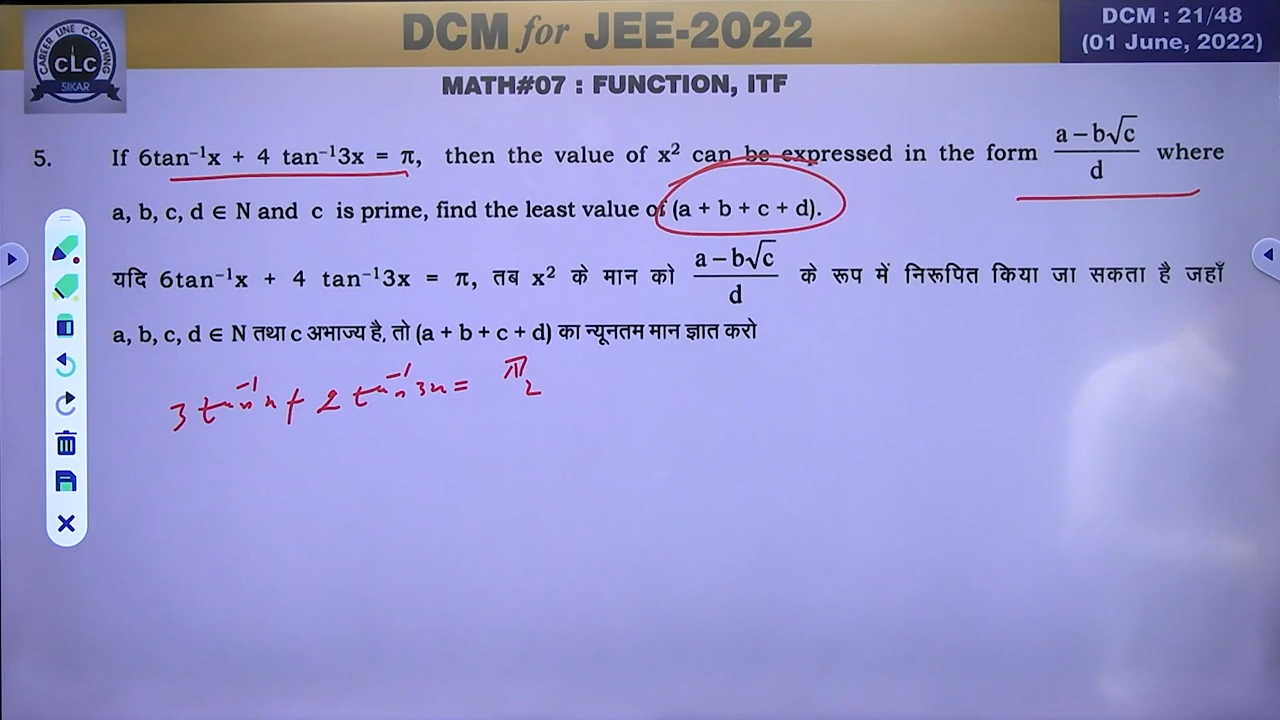 DCM for JEE-2022
DCM : 21/48
(01 June, 2022)
CAREER LINE COACHING
CLC
SIKAR
MATH#07 : FUNCTION, ITF
5. If 6tan⁻¹x + 4 tan⁻¹3x = π, then the value of x² can be expressed in the form (a – b√c)/d where
a, b, c, d ∈ N and c is prime, find the least value of (a + b + c + d).
यदि 6tan⁻¹x + 4 tan⁻¹3x = π, तब x² के मान को (a – b√c)/d के रूप में निरूपित किया जा सकता है जहाँ
a, b, c, d ∈ N तथा c अभाज्य है, तो (a + b + c + d) का न्यूनतम मान ज्ञात करो
3 tan⁻¹x + 2 tan⁻¹3x = π/2